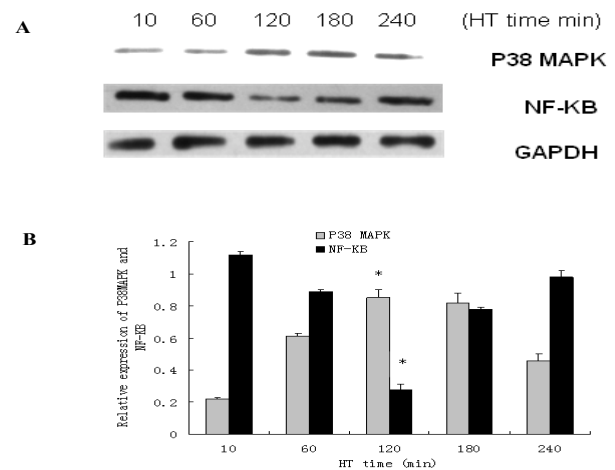 A
10 60 120 180 240 (HT time min)
P38 MAPK
NF-KB
GAPDH
B
P38 MAPK
NF-KB
Relative expression of P38MAPK and
NF-KB
1.2
1
0.8
0.6
0.4
0.2
0
*
*
10 60 120 180 240
HT time (min)